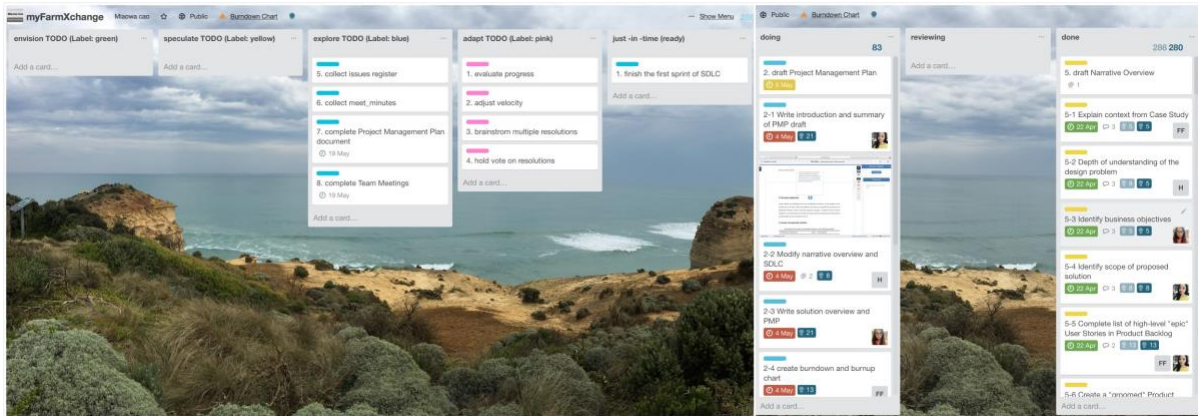 myFarmXchange Miaowa cao Public Burndown Chart ... Show Menu
envision TODO (Label: green) ...
Add a card...
speculate TODO (Label: yellow) ...
Add a card...
explore TODO (Label: blue) ...
5. collect issues register
6. collect meet_minutes
7. complete Project Management Plan
document
19 May
8. complete Team Meetings
19 May
Add a card...
adapt TODO (Label: pink) ...
1. evaluate progress
2. adjust velocity
3. brainstrom multiple resolutions
4. hold vote on resolutions
Add a card...
just -in -time (ready) ...
1. finish the first sprint of SDLC
Add a card...
Public Burndown Chart
doing ...
83
2. draft Project Management Plan
2-1 Write introduction and summary
of PMP draft
4 May 21
2-2 Modify narrative overview and
SDLC
4 May 2 8
H
2-3 Write solution overview and
PMP
4 May 21
2-4 create burndown and burnup
chart
4 May 13
FF
Add a card...
reviewing ...
Add a card...
done ...
280
5. draft Narrative Overview
1
5-1 Explain context from Case Study
22 Apr 3 5 5
FF
5-2 Depth of understanding of the
design problem
22 Apr 3 8 5
H
5-3 Identify business objectives
22 Apr 3 5 5
5-4 Identify scope of proposed
solution
22 Apr 3 8 8
5-5 Complete list of high-level "epic"
User Stories in Product Backlog
22 Apr 2 13 13
FF
5-6 Create a "groomed" Product
Add a card...